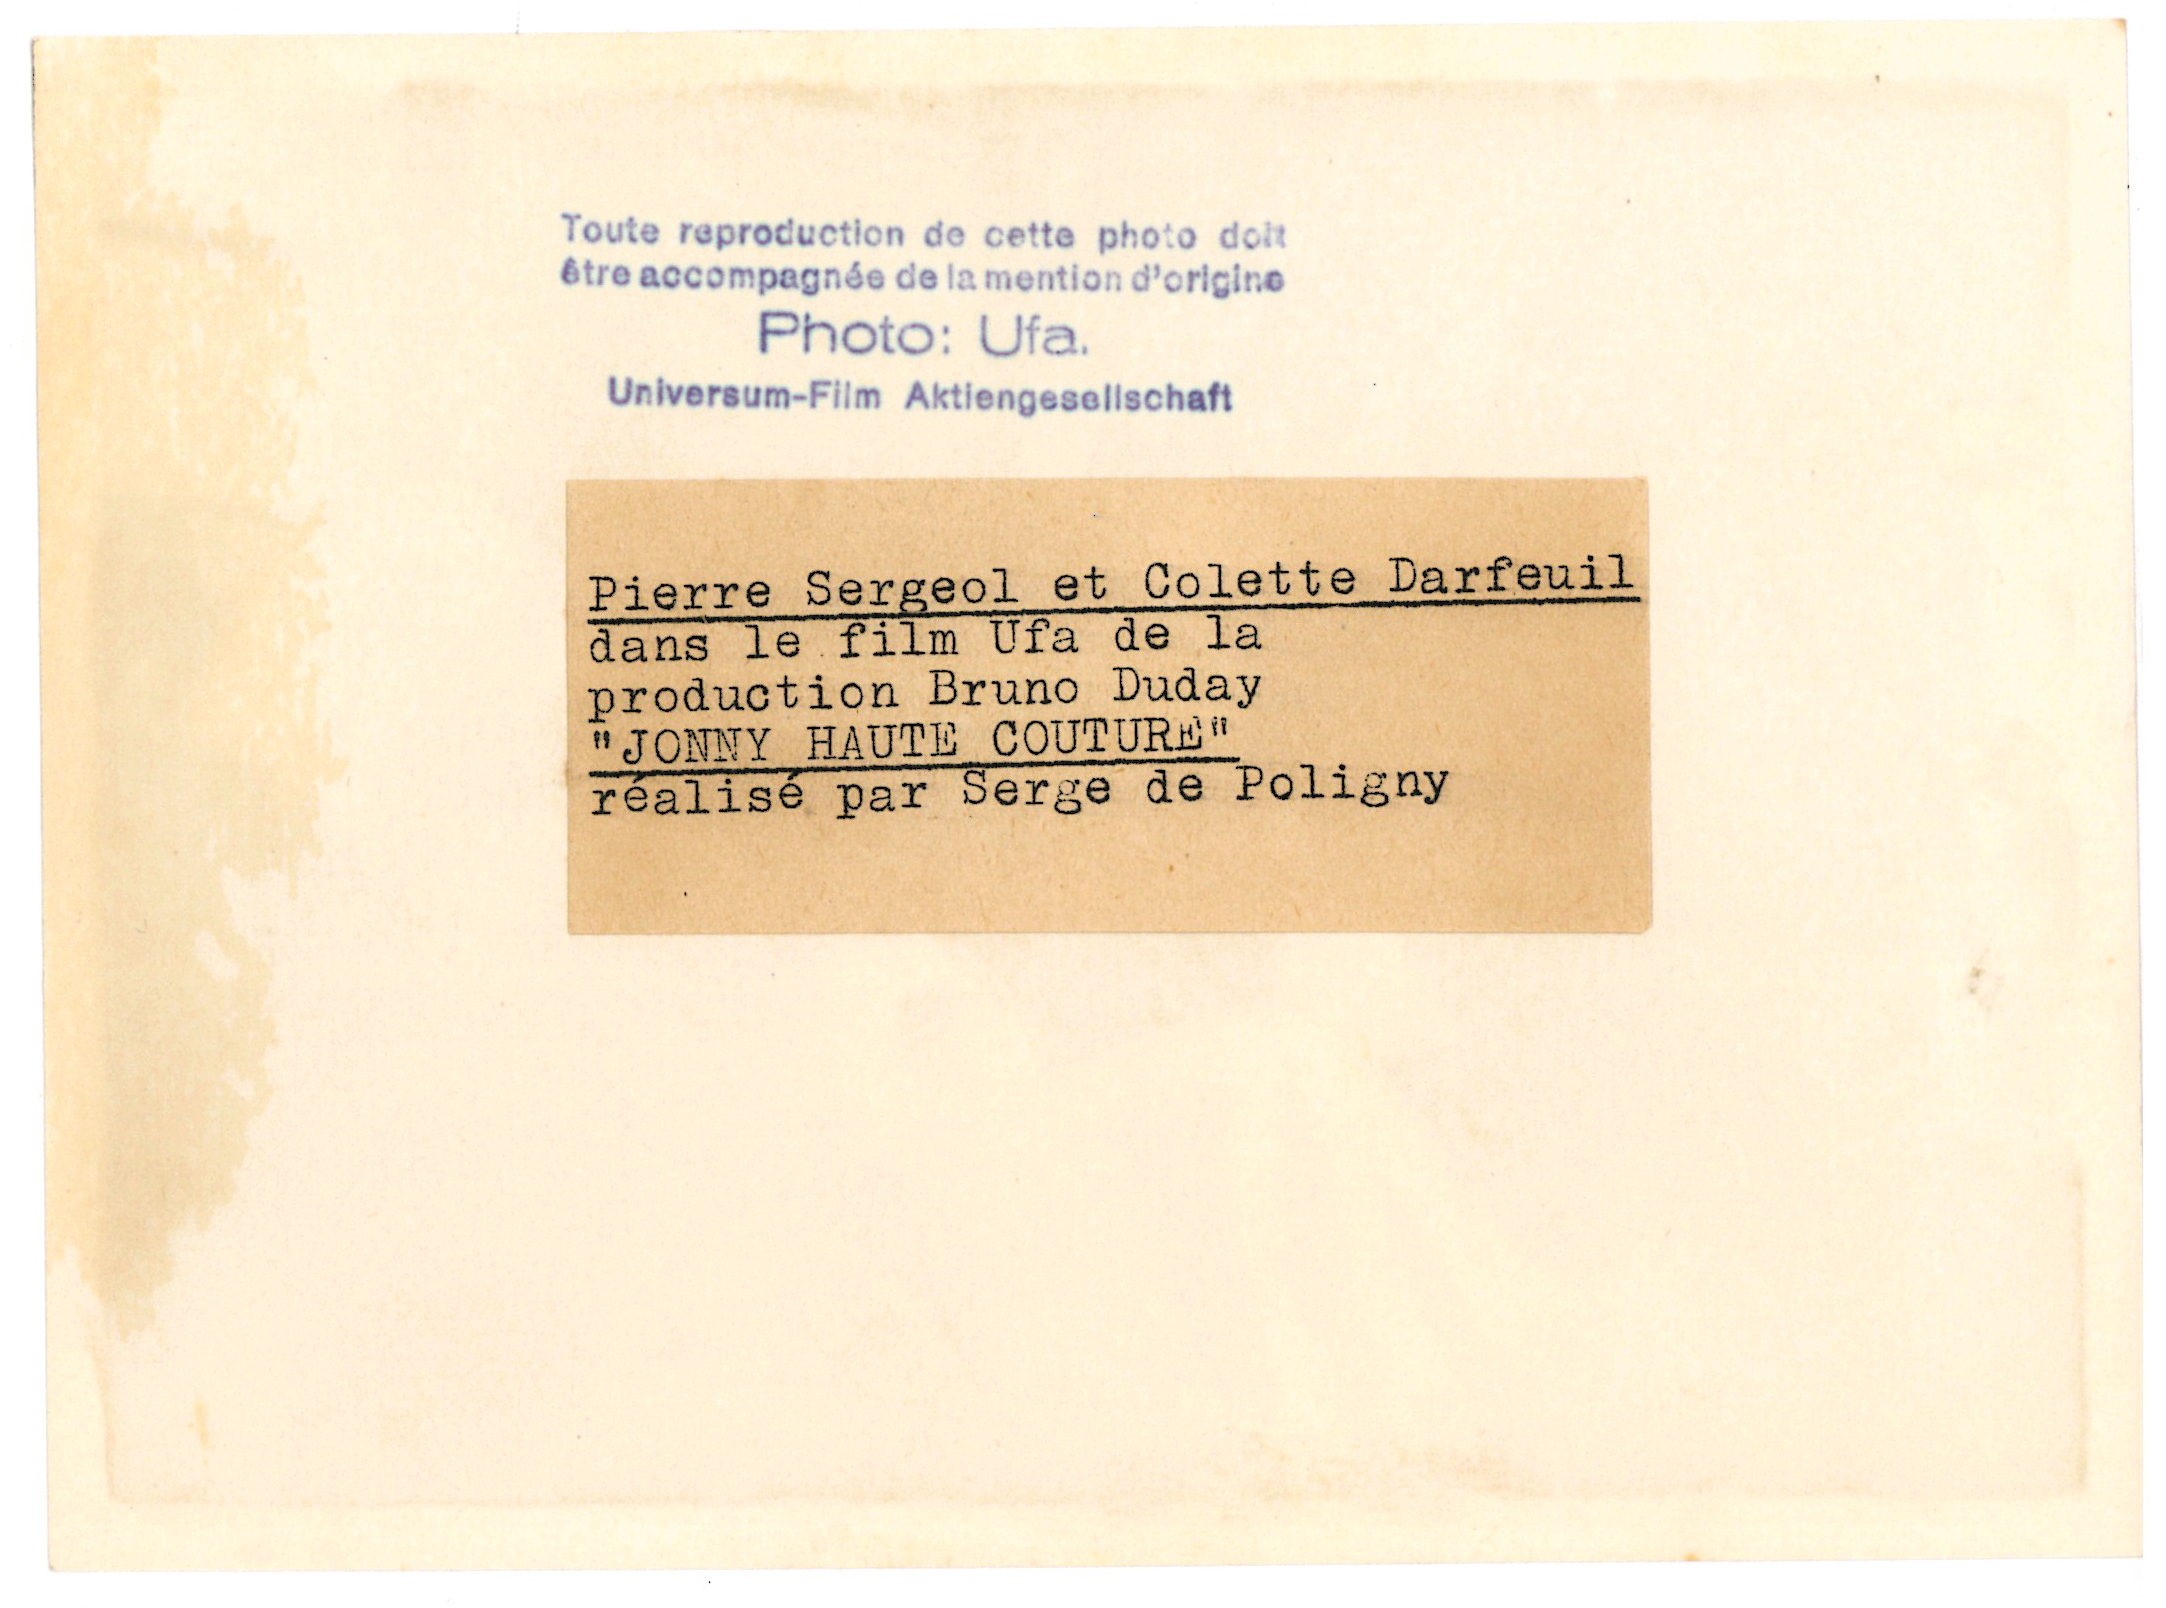 Toute reproduction de cette photo doit
être accompagnée de la mention d'origine
Photo: Ufa.
Universum-Film Aktiengesellschaft
Pierre Sergeol et Colette Darfeuil
dans le film Ufa de la
production Bruno Duday
"JONNY HAUTE COUTURE"
réalisé par Serge de Poligny